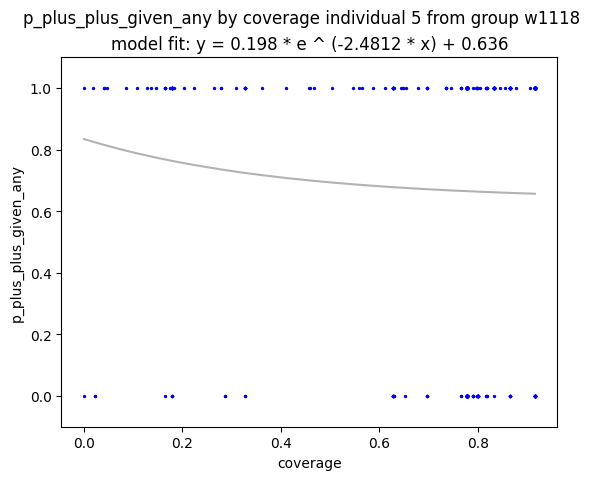 p_plus_plus_given_any by coverage individual 5 from group w1118
model fit: y = 0.198 * e ^ (-2.4812 * x) + 0.636
1.0
0.8
0.6
0.4
0.2
0.0
p_plus_plus_given_any
0.0 0.2 0.4 0.6 0.8
coverage